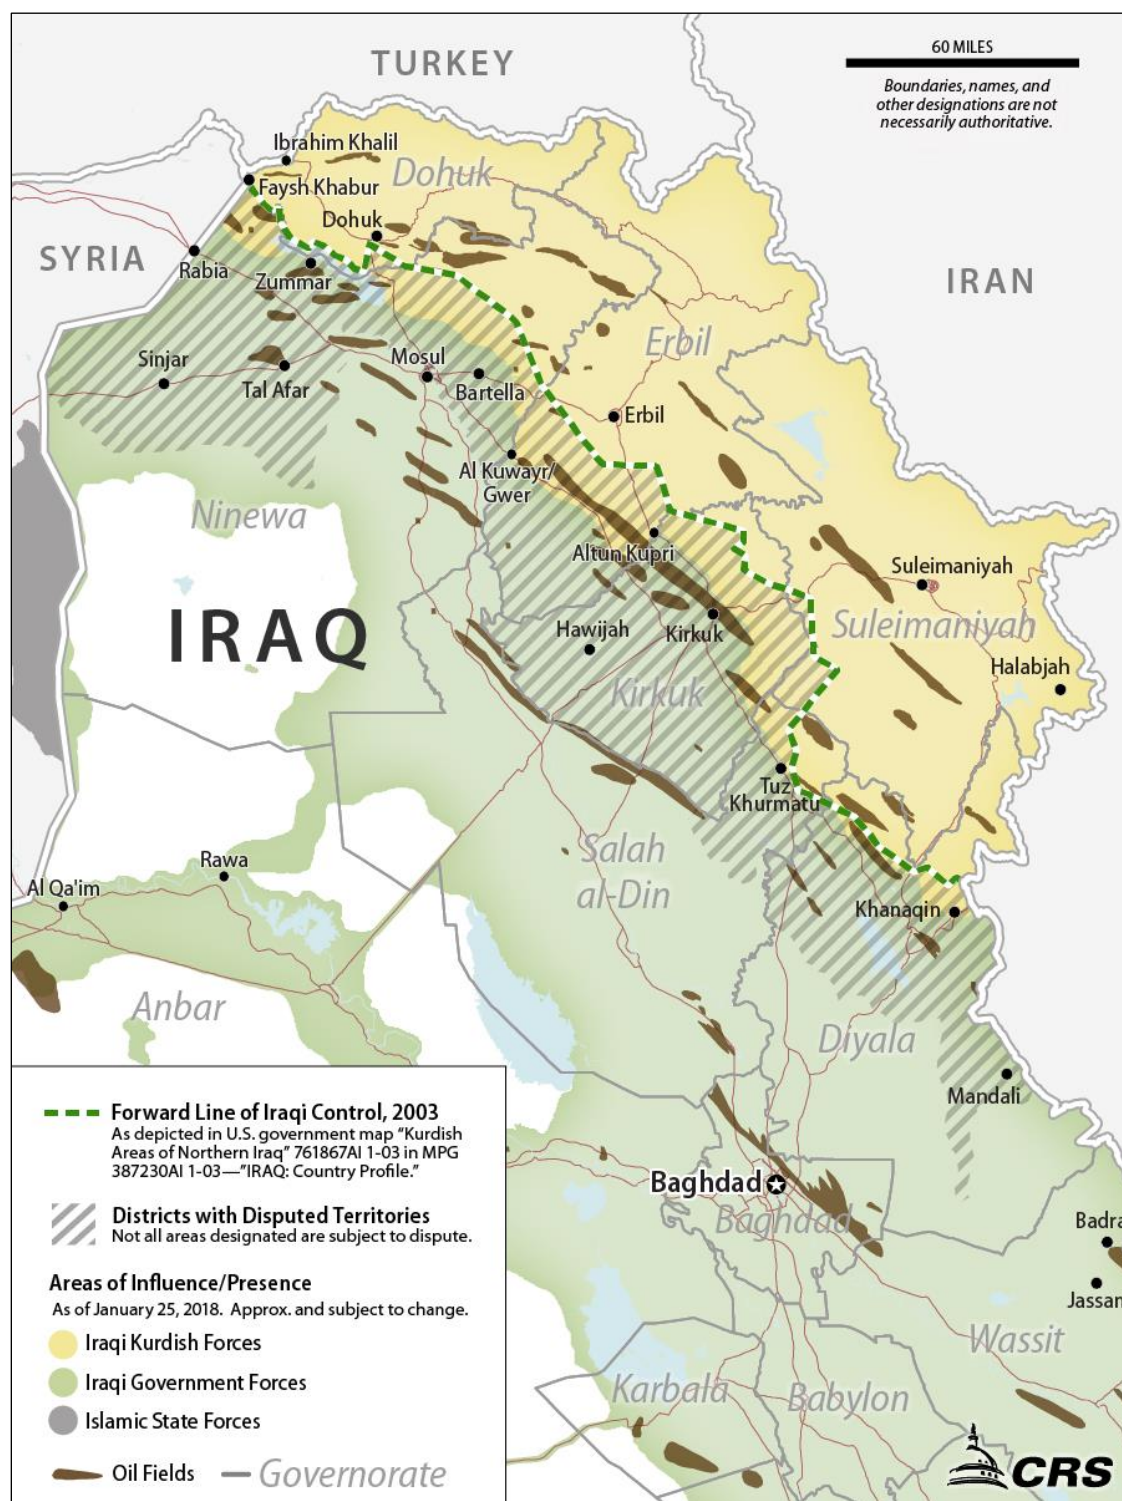 TURKEY
60 MILES
Boundaries, names, and
other designations are not
necessarily authoritative.
Ibrahim Khalil
Dohuk
Faysh Khabur
Dohuk
SYRIA
Rabia
Zummar
IRAN
Erbil
Sinjar
Mosul
Tal Afar
Bartella
Erbil
Al Kuwayr/
Gwer
Ninewa
Altun Kupri
Suleimaniyah
IRAQ
Hawijah
Kirkuk
Suleimaniyah
Halabjah
Kirkuk
Tuz
Khurmatu
Salah
al-Din
Rawa
Al Qa'im
Khanaqin
Anbar
Diyala
Mandali
Baghdad
Baghdad
Badra
Jassan
Wassit
Karbala
Babylon
Forward Line of Iraqi Control, 2003
As depicted in U.S. government map “Kurdish
Areas of Northern Iraq” 761867AI 1-03 in MPG
387230AI 1-03—”IRAQ: Country Profile.”
Districts with Disputed Territories
Not all areas designated are subject to dispute.
Areas of Influence/Presence
As of January 25, 2018. Approx. and subject to change.
Iraqi Kurdish Forces
Iraqi Government Forces
Islamic State Forces
Oil Fields
Governorate
CRS